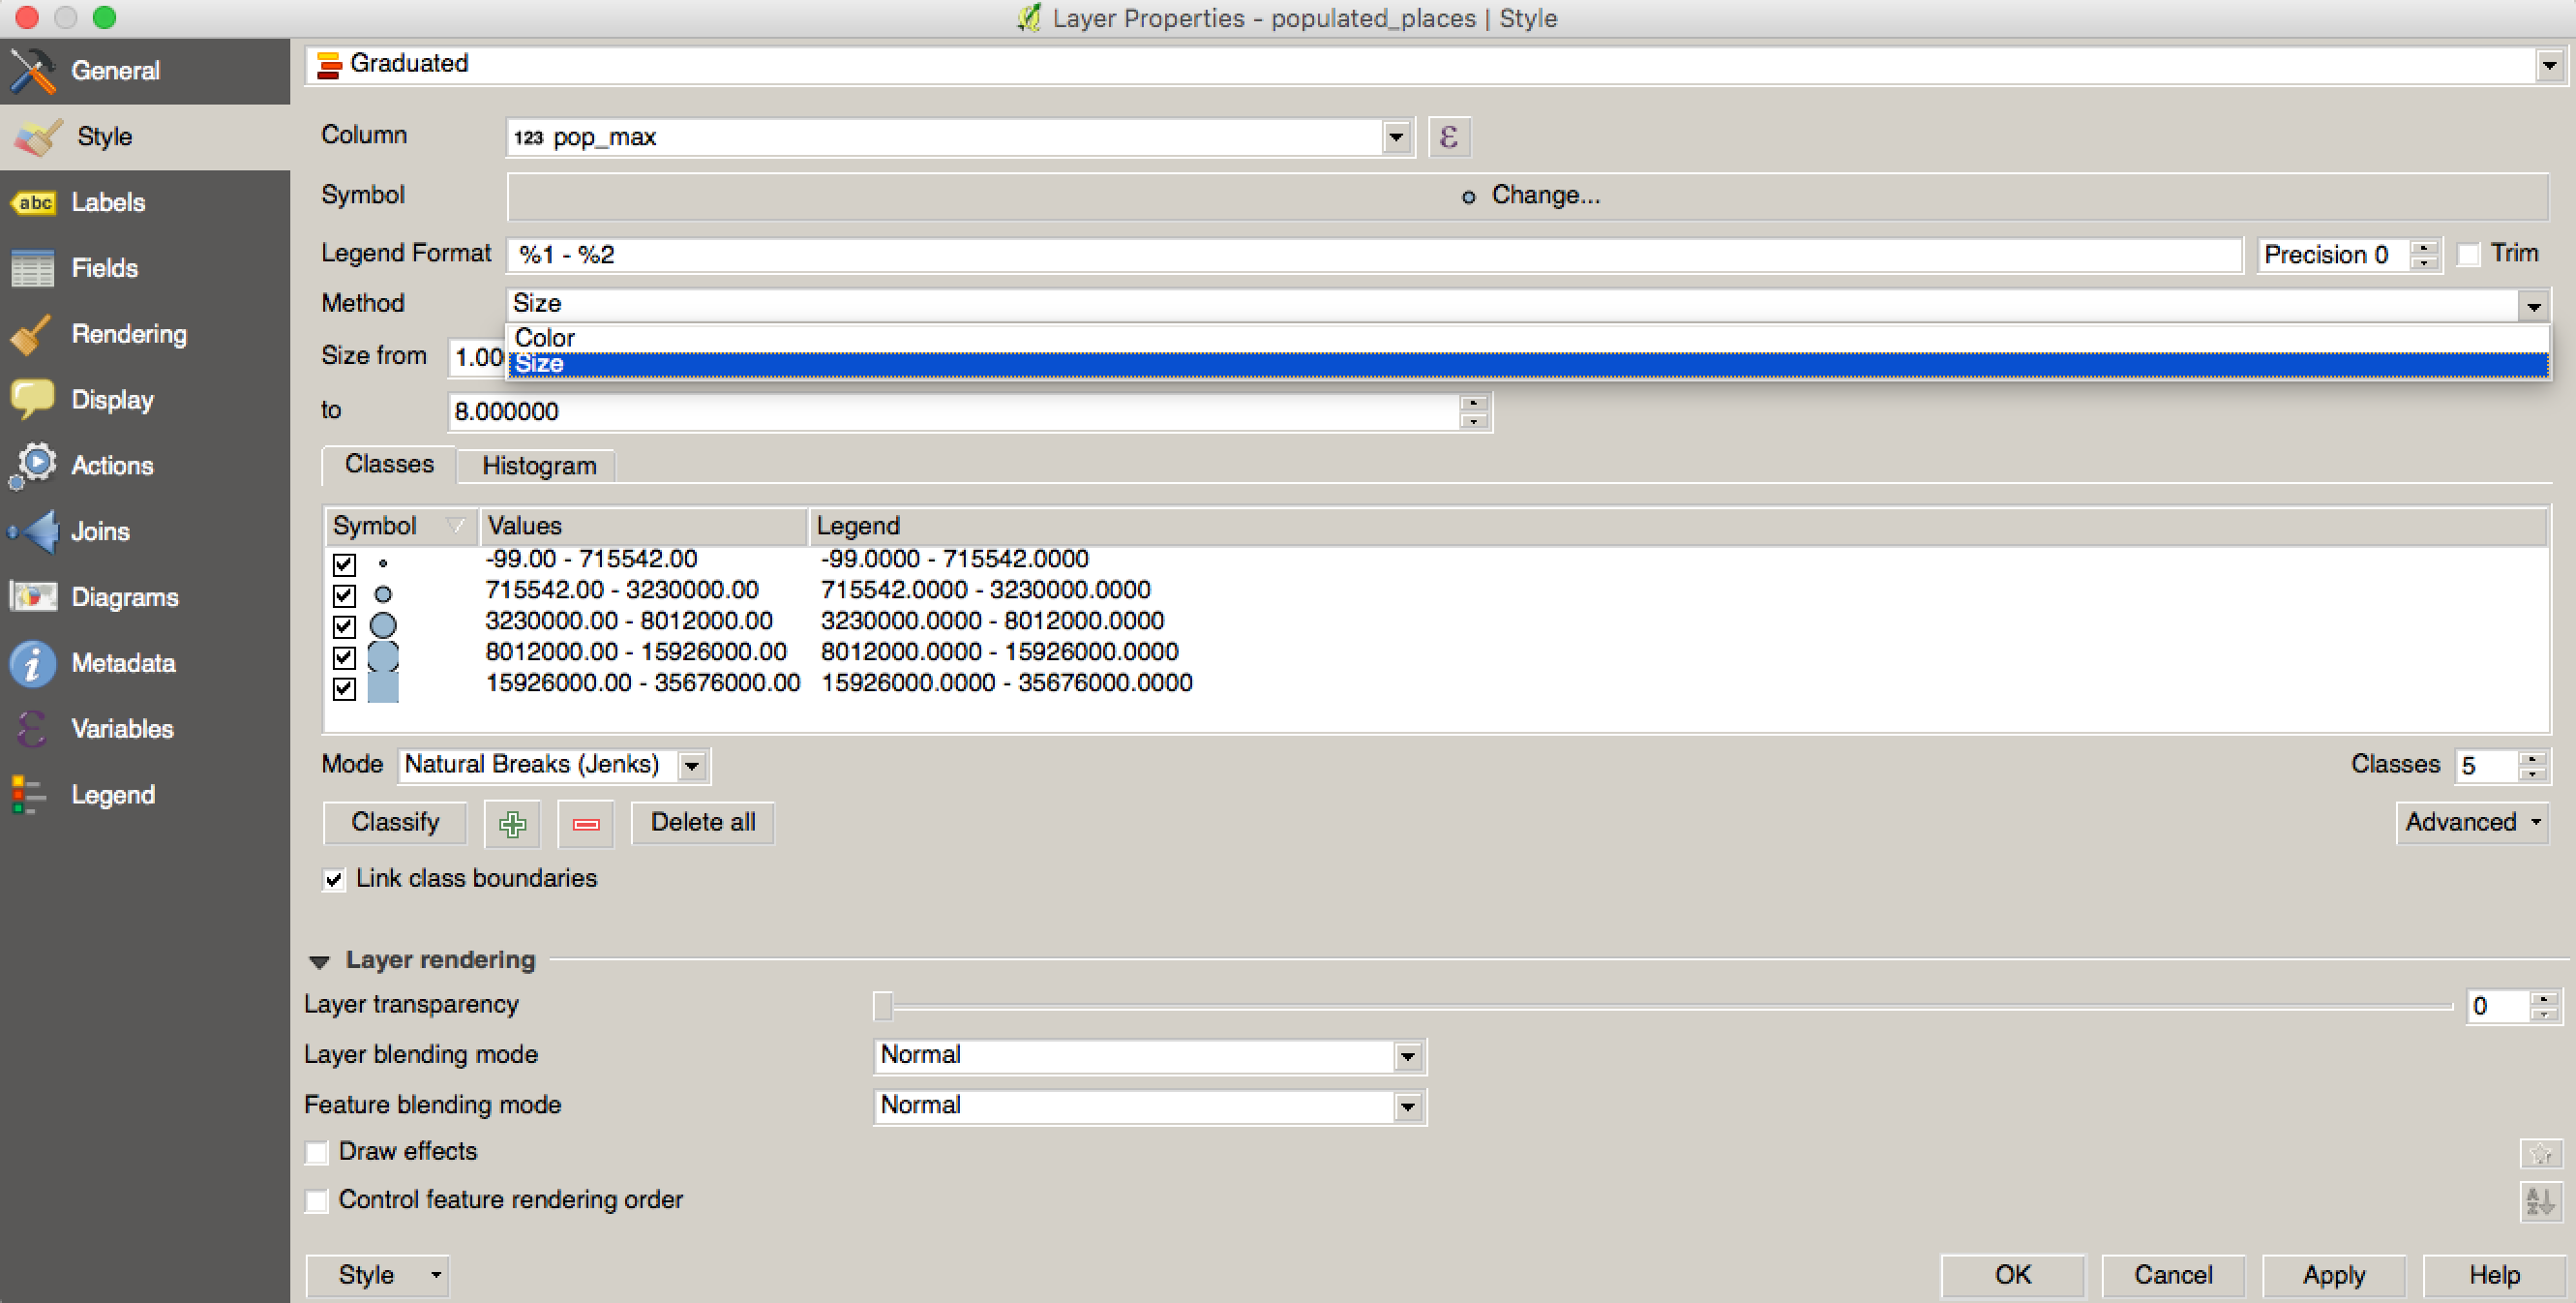 Layer Properties - populated_places | Style
General
Style
Labels
Fields
Rendering
Display
Actions
Joins
Diagrams
Metadata
Variables
Legend
abc
Graduated
Column 123 pop_max ε
Symbol Change...
Legend Format %1 - %2 Precision 0 Trim
Method Size
Color
Size
Size from 1.00
to 8.000000
Classes Histogram
Symbol Values Legend
-99.00 - 715542.00 -99.0000 - 715542.0000
715542.00 - 3230000.00 715542.0000 - 3230000.0000
3230000.00 - 8012000.00 3230000.0000 - 8012000.0000
8012000.00 - 15926000.00 8012000.0000 - 15926000.0000
15926000.00 - 35676000.00 15926000.0000 - 35676000.0000
Mode Natural Breaks (Jenks) Classes 5
Classify Delete all Advanced
Link class boundaries
Layer rendering
Layer transparency 0
Layer blending mode Normal
Feature blending mode Normal
Draw effects
Control feature rendering order
Style OK Cancel Apply Help